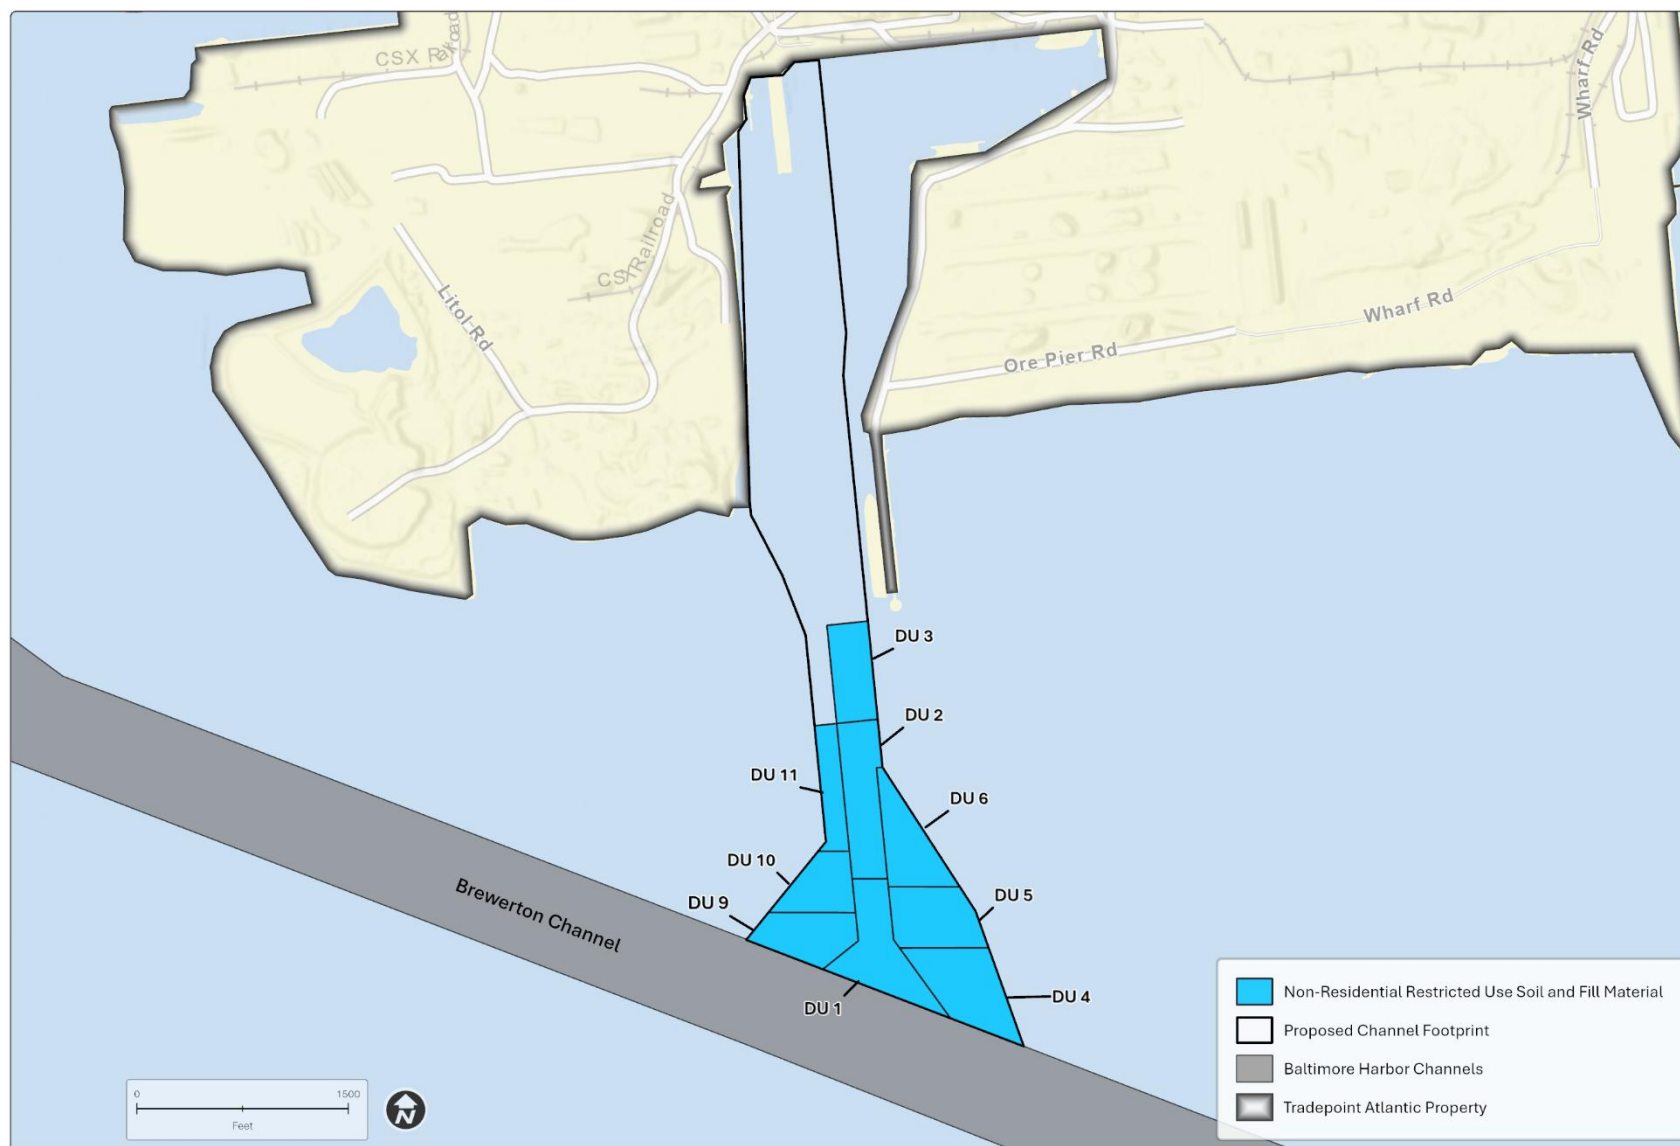 CSX R
ailroad
Wharf Rd
Wharf Rd
CSX Railroad
Litol Rd
Ore Pier Rd
DU 3
DU 2
DU 11
DU 6
DU 10
DU 9
DU 5
DU 4
DU 1
Brewerton Channel
Non-Residential Restricted Use Soil and Fill Material
Proposed Channel Footprint
Baltimore Harbor Channels
Tradepoint Atlantic Property
0 1500
Feet
N